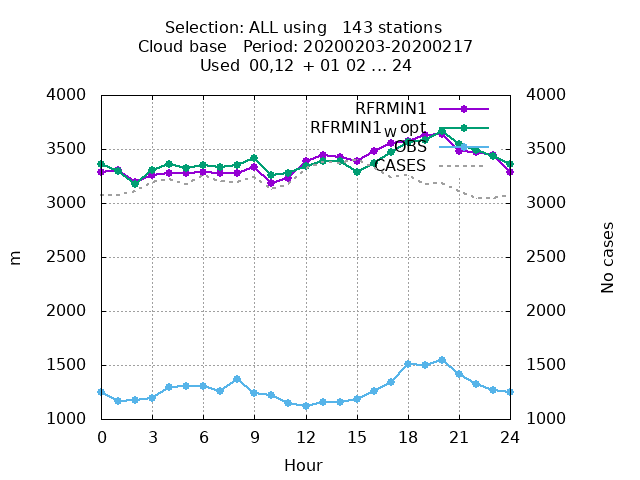 Selection: ALL using 143 stations
Cloud base Period: 20200203-20200217
Used 00,12 + 01 02 ... 24
4000 4000
RFRMIN1
RFRMIN1w opt
3500 OBS 3500
CASES
3000 3000
2500 2500
m No cases
2000 2000
1500 1500
1000 1000
0 3 6 9 12 15 18 21 24
Hour